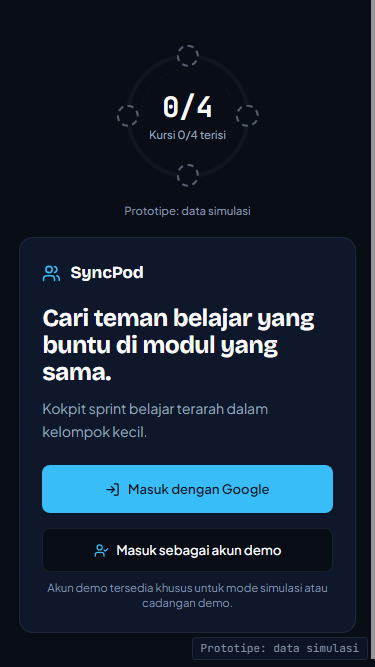 0/4
Kursi 0/4 terisi
Prototipe: data simulasi
SyncPod
Cari teman belajar yang
buntu di modul yang
sama.
Kokpit sprint belajar terarah dalam
kelompok kecil.
Masuk dengan Google
Masuk sebagai akun demo
Akun demo tersedia khusus untuk mode simulasi atau
cadangan demo.
Prototipe: data simulasi